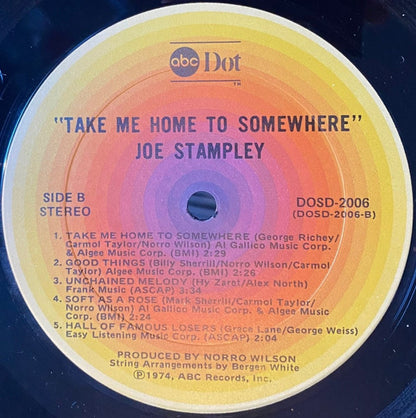 abc Dot
TM
"TAKE ME HOME TO SOMEWHERE"
JOE STAMPLEY
SIDE B
STEREO
DOSD-2006
(DOSD-2006-B)
1. TAKE ME HOME TO SOMEWHERE (George Richey/
Carmol Taylor/Norro Wilson) Al Gallico Music Corp.
& Algee Music Corp. (BMI) 2:29
2. GOOD THINGS (Billy Sherrill/Norro Wilson/Carmol
Taylor) Algee Music Corp. (BMI) 2:26
3. UNCHAINED MELODY (Hy Zaret/Alex North)
Frank Music (ASCAP) 3:34
4. SOFT AS A ROSE (Mark Sherrill/Carmol Taylor/
Norro Wilson) Al Gallico Music Corp. & Algee Music
Corp. (BMI) 2:24
5. HALL OF FAMOUS LOSERS (Grace Lane/George Weiss)
Easy Listening Music Corp. (ASCAP) 2:04
PRODUCED BY NORRO WILSON
String Arrangements by Bergen White
Ⓟ1974, ABC Records, Inc.